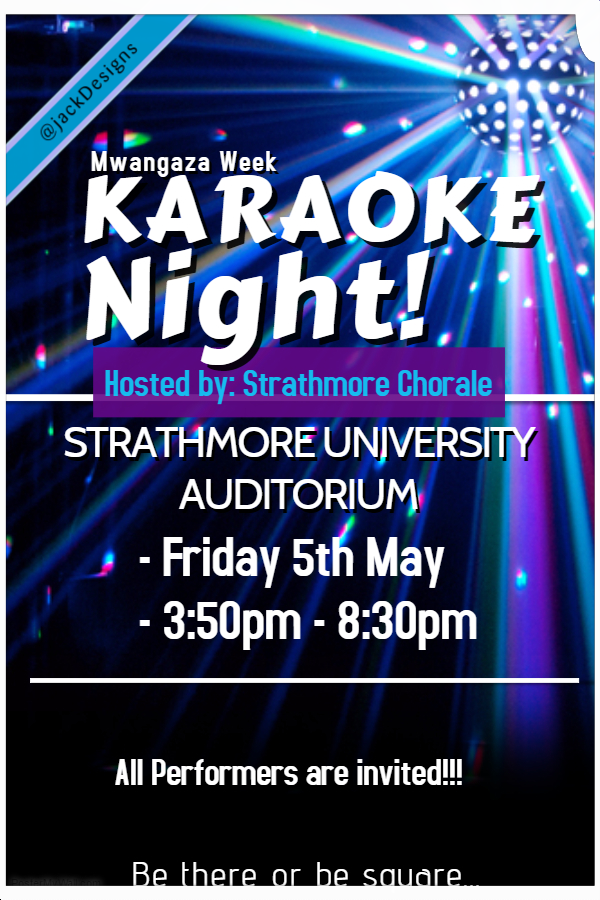 @jackDesigns
Mwangaza Week
KARAOKE
Night!
Hosted by: Strathmore Chorale
STRATHMORE UNIVERSITY
AUDITORIUM
- Friday 5th May
- 3:50pm - 8:30pm
All Performers are invited!!!
Be there or be square...